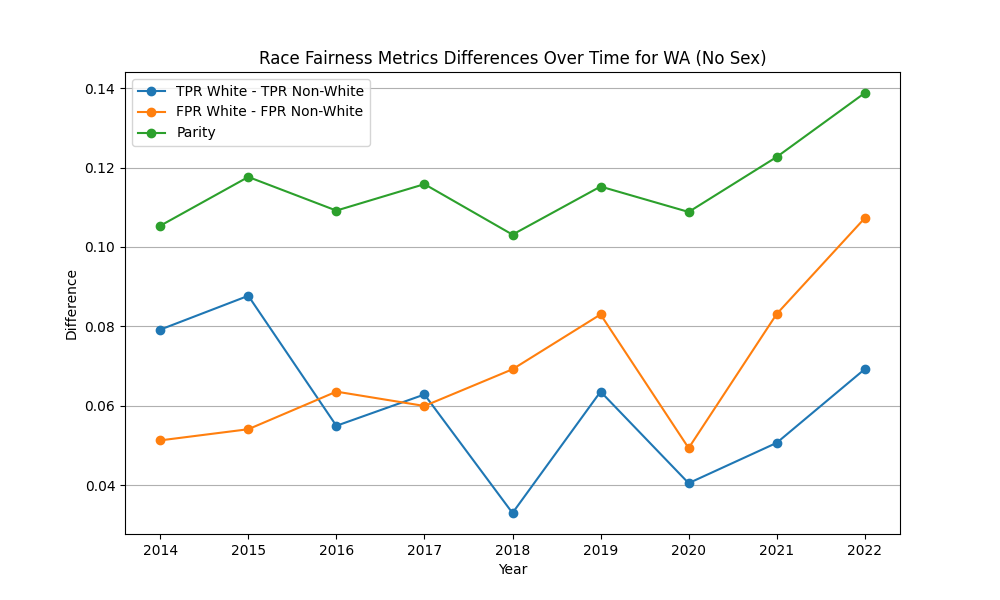 Race Fairness Metrics Differences Over Time for WA (No Sex)
TPR White - TPR Non-White
FPR White - FPR Non-White
Parity
0.14
0.12
0.10
0.08
0.06
0.04
Difference
2014 2015 2016 2017 2018 2019 2020 2021 2022
Year